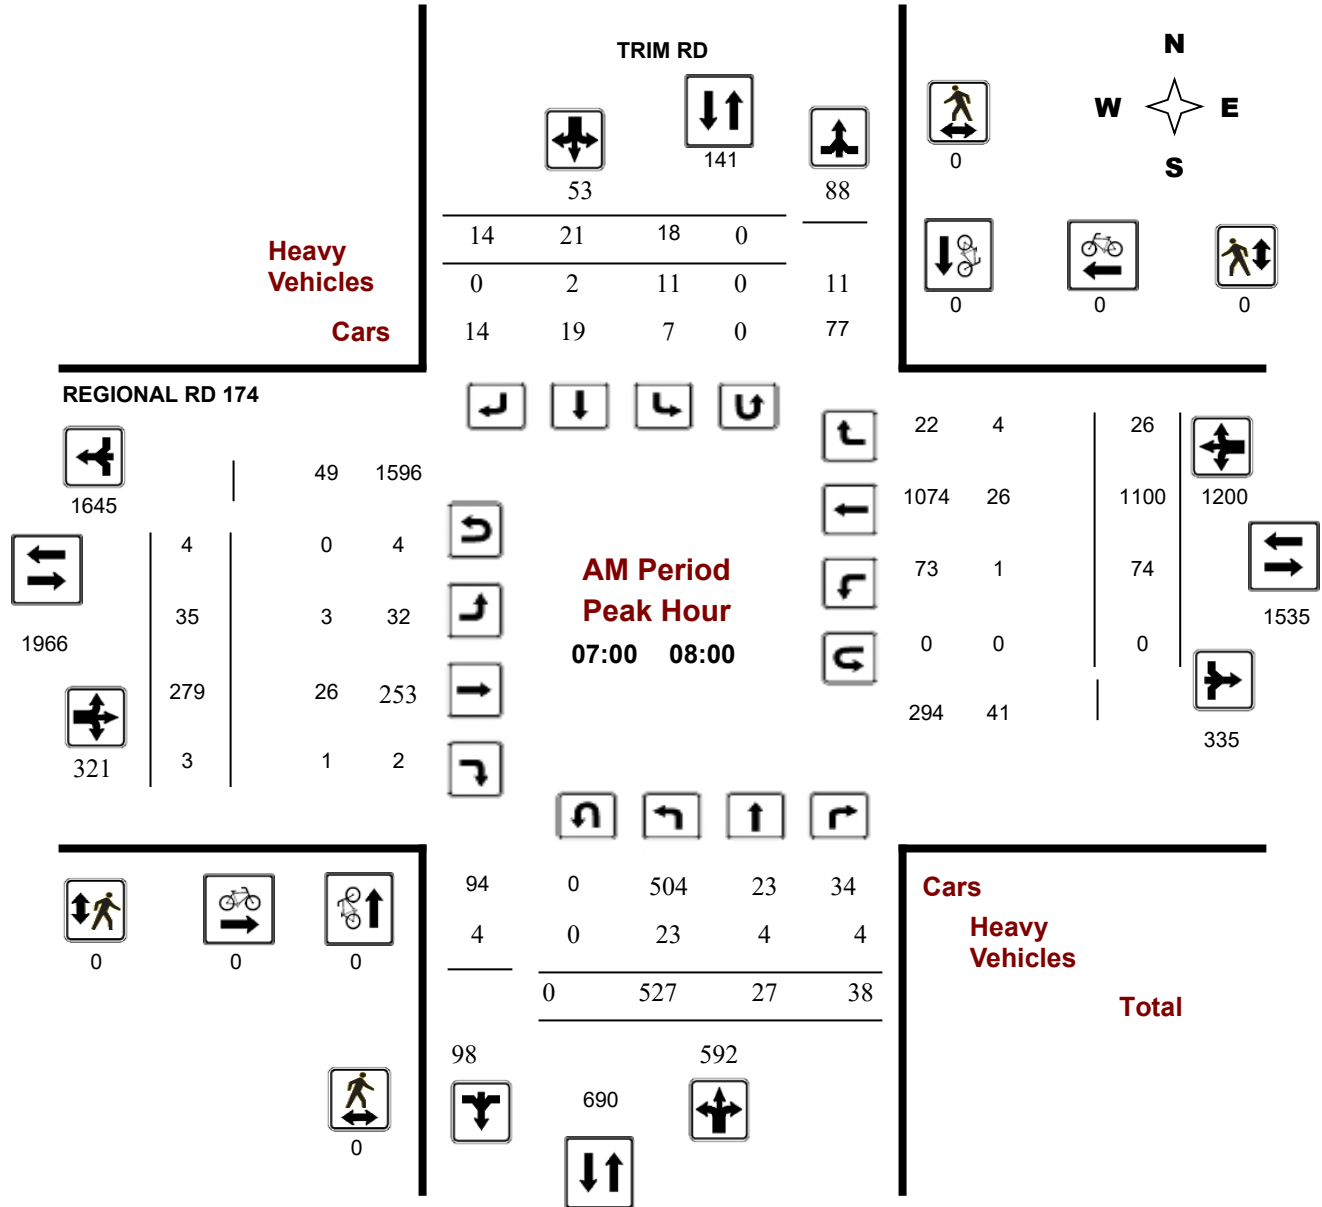 TRIM RD
N
W E
S
141
0
53
88
14 21 18 0
Heavy
Vehicles
0 2 11 0 11
0 0 0
Cars
14 19 7 0 77
REGIONAL RD 174
22 4 26
49 1596
1645
1074 26 1100 1200
4 0 4
AM Period
73 1 74
Peak Hour
35 3 32
1535
1966
07:00 08:00
0 0 0
279 26 253
294 41
335
321 3 1 2
94 0 504 23 34
Cars
4 0 23 4 4
Heavy
Vehicles
0 0 0
0 527 27 38
Total
98 592
690
0